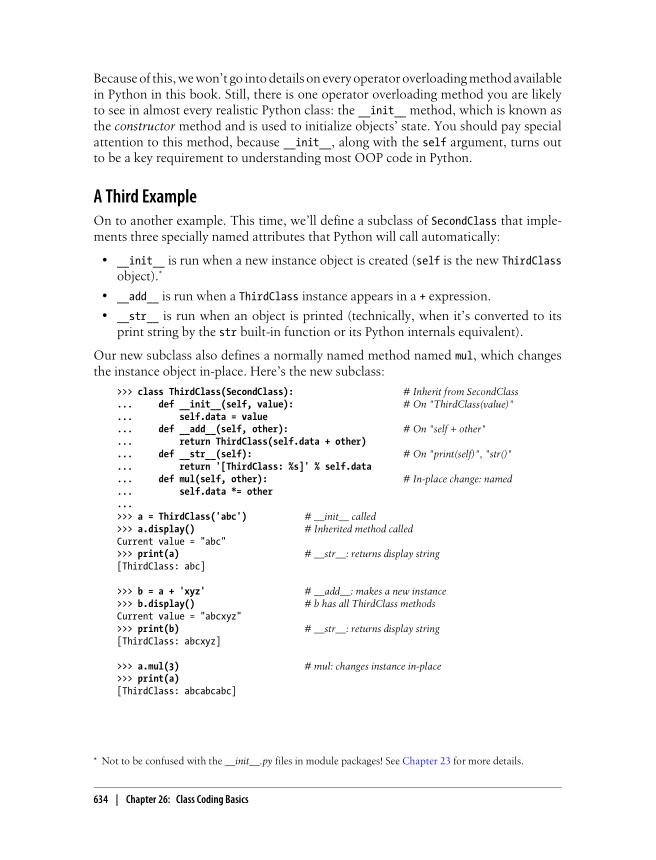 Because of this, we won't go into details on every operator overloading method available
in Python in this book. Still, there is one operator overloading method you are likely
to see in almost every realistic Python class: the __init__ method, which is known as
the constructor method and is used to initialize objects' state. You should pay special
attention to this method, because __init__, along with the self argument, turns out
to be a key requirement to understanding most OOP code in Python.
A Third Example
On to another example. This time, we'll define a subclass of SecondClass that imple-
ments three specially named attributes that Python will call automatically:
• __init__ is run when a new instance object is created (self is the new ThirdClass
object).*
• __add__ is run when a ThirdClass instance appears in a + expression.
• __str__ is run when an object is printed (technically, when it's converted to its
print string by the str built-in function or its Python internals equivalent).
Our new subclass also defines a normally named method named mul, which changes
the instance object in-place. Here's the new subclass:
>>> class ThirdClass(SecondClass): # Inherit from SecondClass
... def __init__(self, value): # On "ThirdClass(value)"
... self.data = value
... def __add__(self, other): # On "self + other"
... return ThirdClass(self.data + other)
... def __str__(self): # On "print(self)", "str()"
... return '[ThirdClass: %s]' % self.data
... def mul(self, other): # In-place change: named
... self.data *= other
...
>>> a = ThirdClass('abc') # __init__ called
>>> a.display() # Inherited method called
Current value = "abc"
>>> print(a) # __str__: returns display string
[ThirdClass: abc]
>>> b = a + 'xyz' # __add__: makes a new instance
>>> b.display() # b has all ThirdClass methods
Current value = "abcxyz"
>>> print(b) # __str__: returns display string
[ThirdClass: abcxyz]
>>> a.mul(3) # mul: changes instance in-place
>>> print(a)
[ThirdClass: abcabcabc]
* Not to be confused with the __init__.py files in module packages! See Chapter 23 for more details.
634 | Chapter 26: Class Coding Basics